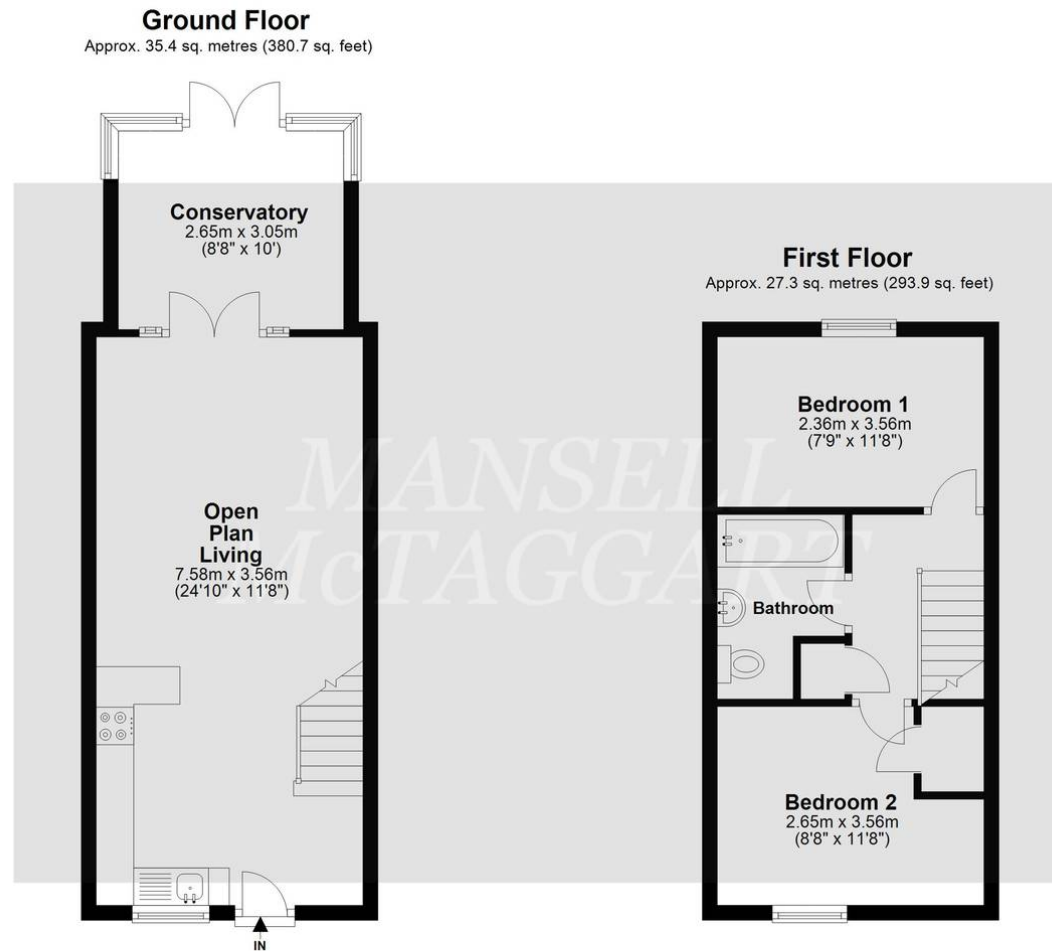 Ground Floor
Approx. 35.4 sq. metres (380.7 sq. feet)
Conservatory
2.65m x 3.05m
(8'8" x 10')
Open
Plan
Living
7.58m x 3.56m
(24'10" x 11'8")
IN
First Floor
Approx. 27.3 sq. metres (293.9 sq. feet)
Bedroom 1
2.36m x 3.56m
(7'9" x 11'8")
Bathroom
Bedroom 2
2.65m x 3.56m
(8'8" x 11'8")
MANSELL
McTAGGART